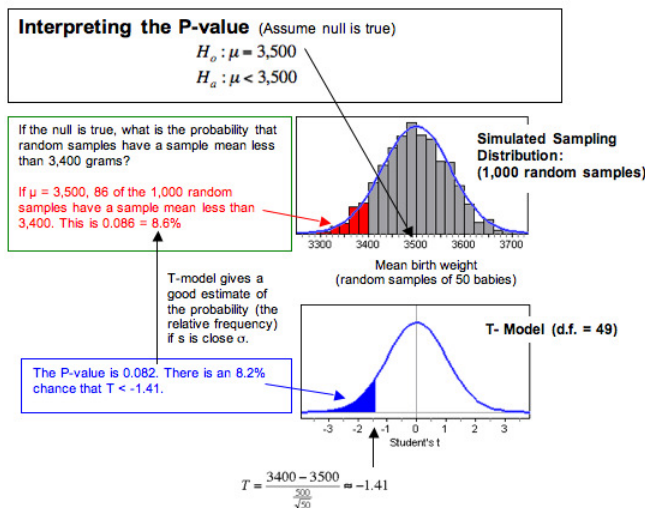 Interpreting the P-value (Assume null is true)
Hₒ : μ = 3,500
Hₐ : μ < 3,500
If the null is true, what is the probability that
random samples have a sample mean less
than 3,400 grams?
If μ = 3,500, 86 of the 1,000 random
samples have a sample mean less than
3,400. This is 0.086 = 8.6%
Simulated Sampling
Distribution:
(1,000 random samples)
3300 3400 3500 3600 3700
Mean birth weight
(random samples of 50 babies)
T-model gives a
good estimate of
the probability (the
relative frequency)
if s is close σ.
T- Model (d.f. = 49)
The P-value is 0.082. There is an 8.2%
chance that T < -1.41.
-3 -2 -1 0 1 2 3
Student's t
T = (3400 − 3500) / (500/√50) ≈ −1.41